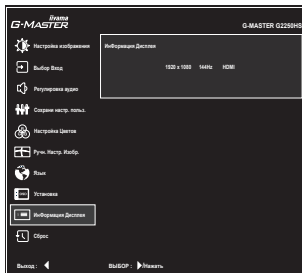 iiyama
G-MASTER
G-MASTER G2250HS
Настройка изображения
Выбор Вход
Регулировка аудио
Сохрани настр. польз.
Настройка Цветов
Ручн. Настр. Изобр.
Язык
Установка
ИнФормация Дисплея
Сброс
ИнФормация Дисплея
1920 x 1080 144Hz HDMI
Выход :
ВЫБОР : /Нажать